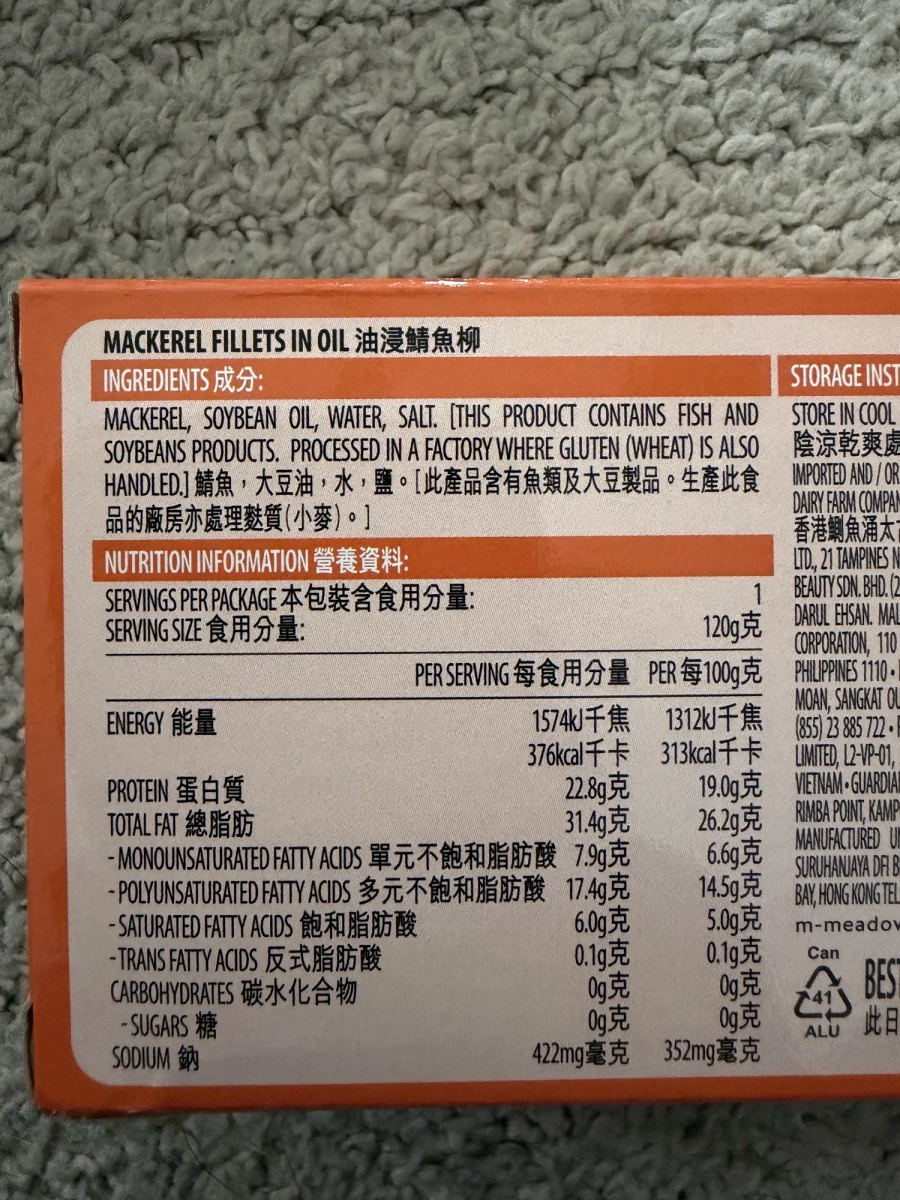 MACKEREL FILLETS IN OIL 油浸鯖魚柳
INGREDIENTS 成分:
MACKEREL, SOYBEAN OIL, WATER, SALT. [THIS PRODUCT CONTAINS FISH AND
SOYBEANS PRODUCTS. PROCESSED IN A FACTORY WHERE GLUTEN (WHEAT) IS ALSO
HANDLED.] 鯖魚，大豆油，水，鹽。[此產品含有魚類及大豆製品。生產此食
品的廠房亦處理麩質(小麥)。]
NUTRITION INFORMATION 營養資料:
SERVINGS PER PACKAGE 本包裝含食用分量: 1
SERVING SIZE 食用分量: 120g克
PER SERVING 每食用分量 PER 每100g克
ENERGY 能量 1574kJ千焦 1312kJ千焦
376kcal千卡 313kcal千卡
PROTEIN 蛋白質 22.8g克 19.0g克
TOTAL FAT 總脂肪 31.4g克 26.2g克
- MONOUNSATURATED FATTY ACIDS 單元不飽和脂肪酸 7.9g克 6.6g克
- POLYUNSATURATED FATTY ACIDS 多元不飽和脂肪酸 17.4g克 14.5g克
- SATURATED FATTY ACIDS 飽和脂肪酸 6.0g克 5.0g克
- TRANS FATTY ACIDS 反式脂肪酸 0.1g克 0.1g克
CARBOHYDRATES 碳水化合物 0g克 0g克
- SUGARS 糖 0g克 0g克
SODIUM 鈉 422mg毫克 352mg毫克
STORAGE INST
STORE IN COOL
陰涼乾爽處
IMPORTED AND / OR
DAIRY FARM COMPAN
香港鰂魚涌太古
LTD., 21 TAMPINES N
BEAUTY SDN. BHD. (2
DARUL EHSAN. MAL
CORPORATION, 110
PHILIPPINES 1110 •
MOAN, SANGKAT OU
(855) 23 885 722 •
LIMITED, L2-VP-01,
VIETNAM • GUARDIA
RIMBA POINT, KAMP
MANUFACTURED UN
SURUHANJAYA DFI B
BAY, HONG KONG TEL
m-meadow
Can
41
ALU
BEST
此日